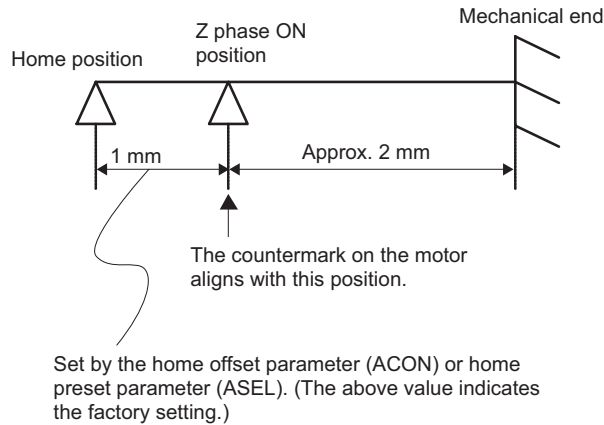 Mechanical end
Z phase ON
position
Home position
1 mm
Approx. 2 mm
The countermark on the motor
aligns with this position.
Set by the home offset parameter (ACON) or home
preset parameter (ASEL). (The above value indicates
the factory setting.)